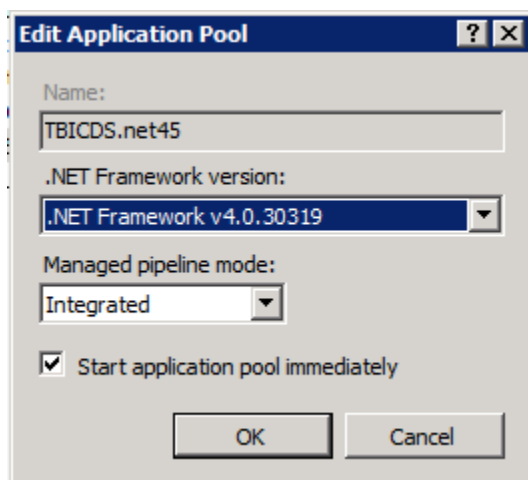 Edit Application Pool
Name:
TBICDS.net45
.NET Framework version:
.NET Framework v4.0.30319
Managed pipeline mode:
Integrated
Start application pool immediately
OK
Cancel